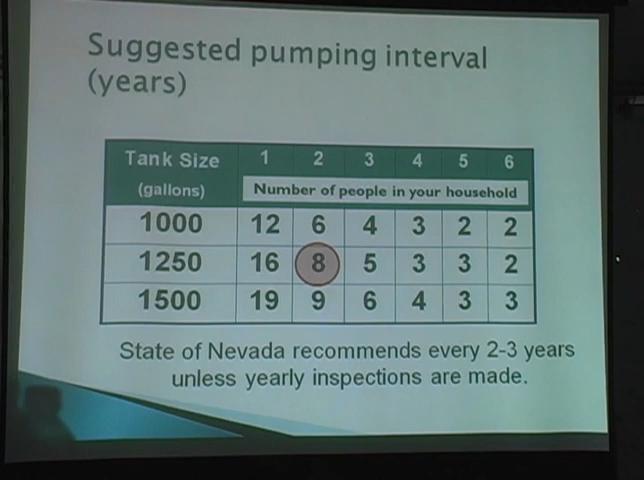 Suggested pumping interval
(years)
Tank Size 1 2 3 4 5 6
(gallons) Number of people in your household
1000 12 6 4 3 2 2
1250 16 8 5 3 3 2
1500 19 9 6 4 3 3
State of Nevada recommends every 2-3 years
unless yearly inspections are made.